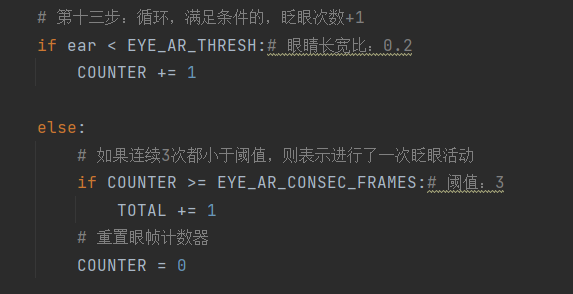 # 第十三步：循环，满足条件的，眨眼次数+1
if ear < EYE_AR_THRESH:# 眼睛长宽比：0.2
    COUNTER += 1
else:
    # 如果连续3次都小于阈值，则表示进行了一次眨眼活动
    if COUNTER >= EYE_AR_CONSEC_FRAMES:# 阈值：3
        TOTAL += 1
    # 重置眼帧计数器
    COUNTER = 0